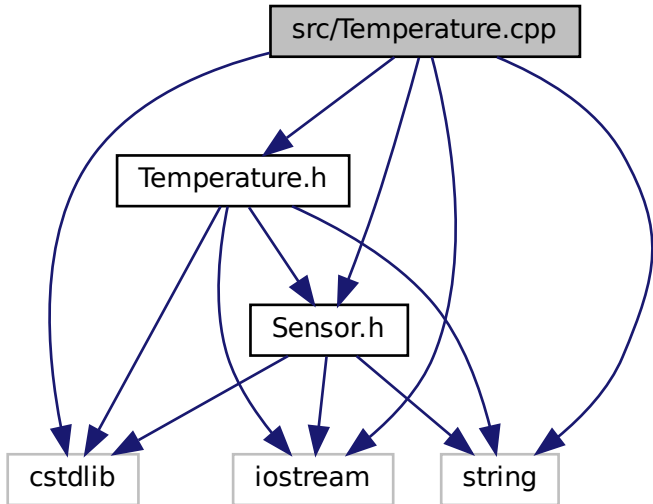 src/Temperature.cpp
Temperature.h
Sensor.h
cstdlib
iostream
string